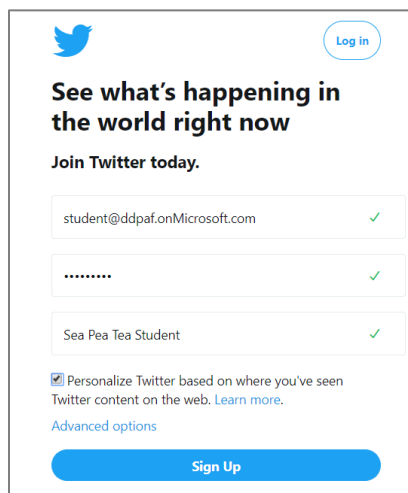 Log in
See what's happening in
the world right now
Join Twitter today.
student@ddpaf.onMicrosoft.com
•••••••••
Sea Pea Tea Student
Personalize Twitter based on where you've seen
Twitter content on the web. Learn more.
Advanced options
Sign Up